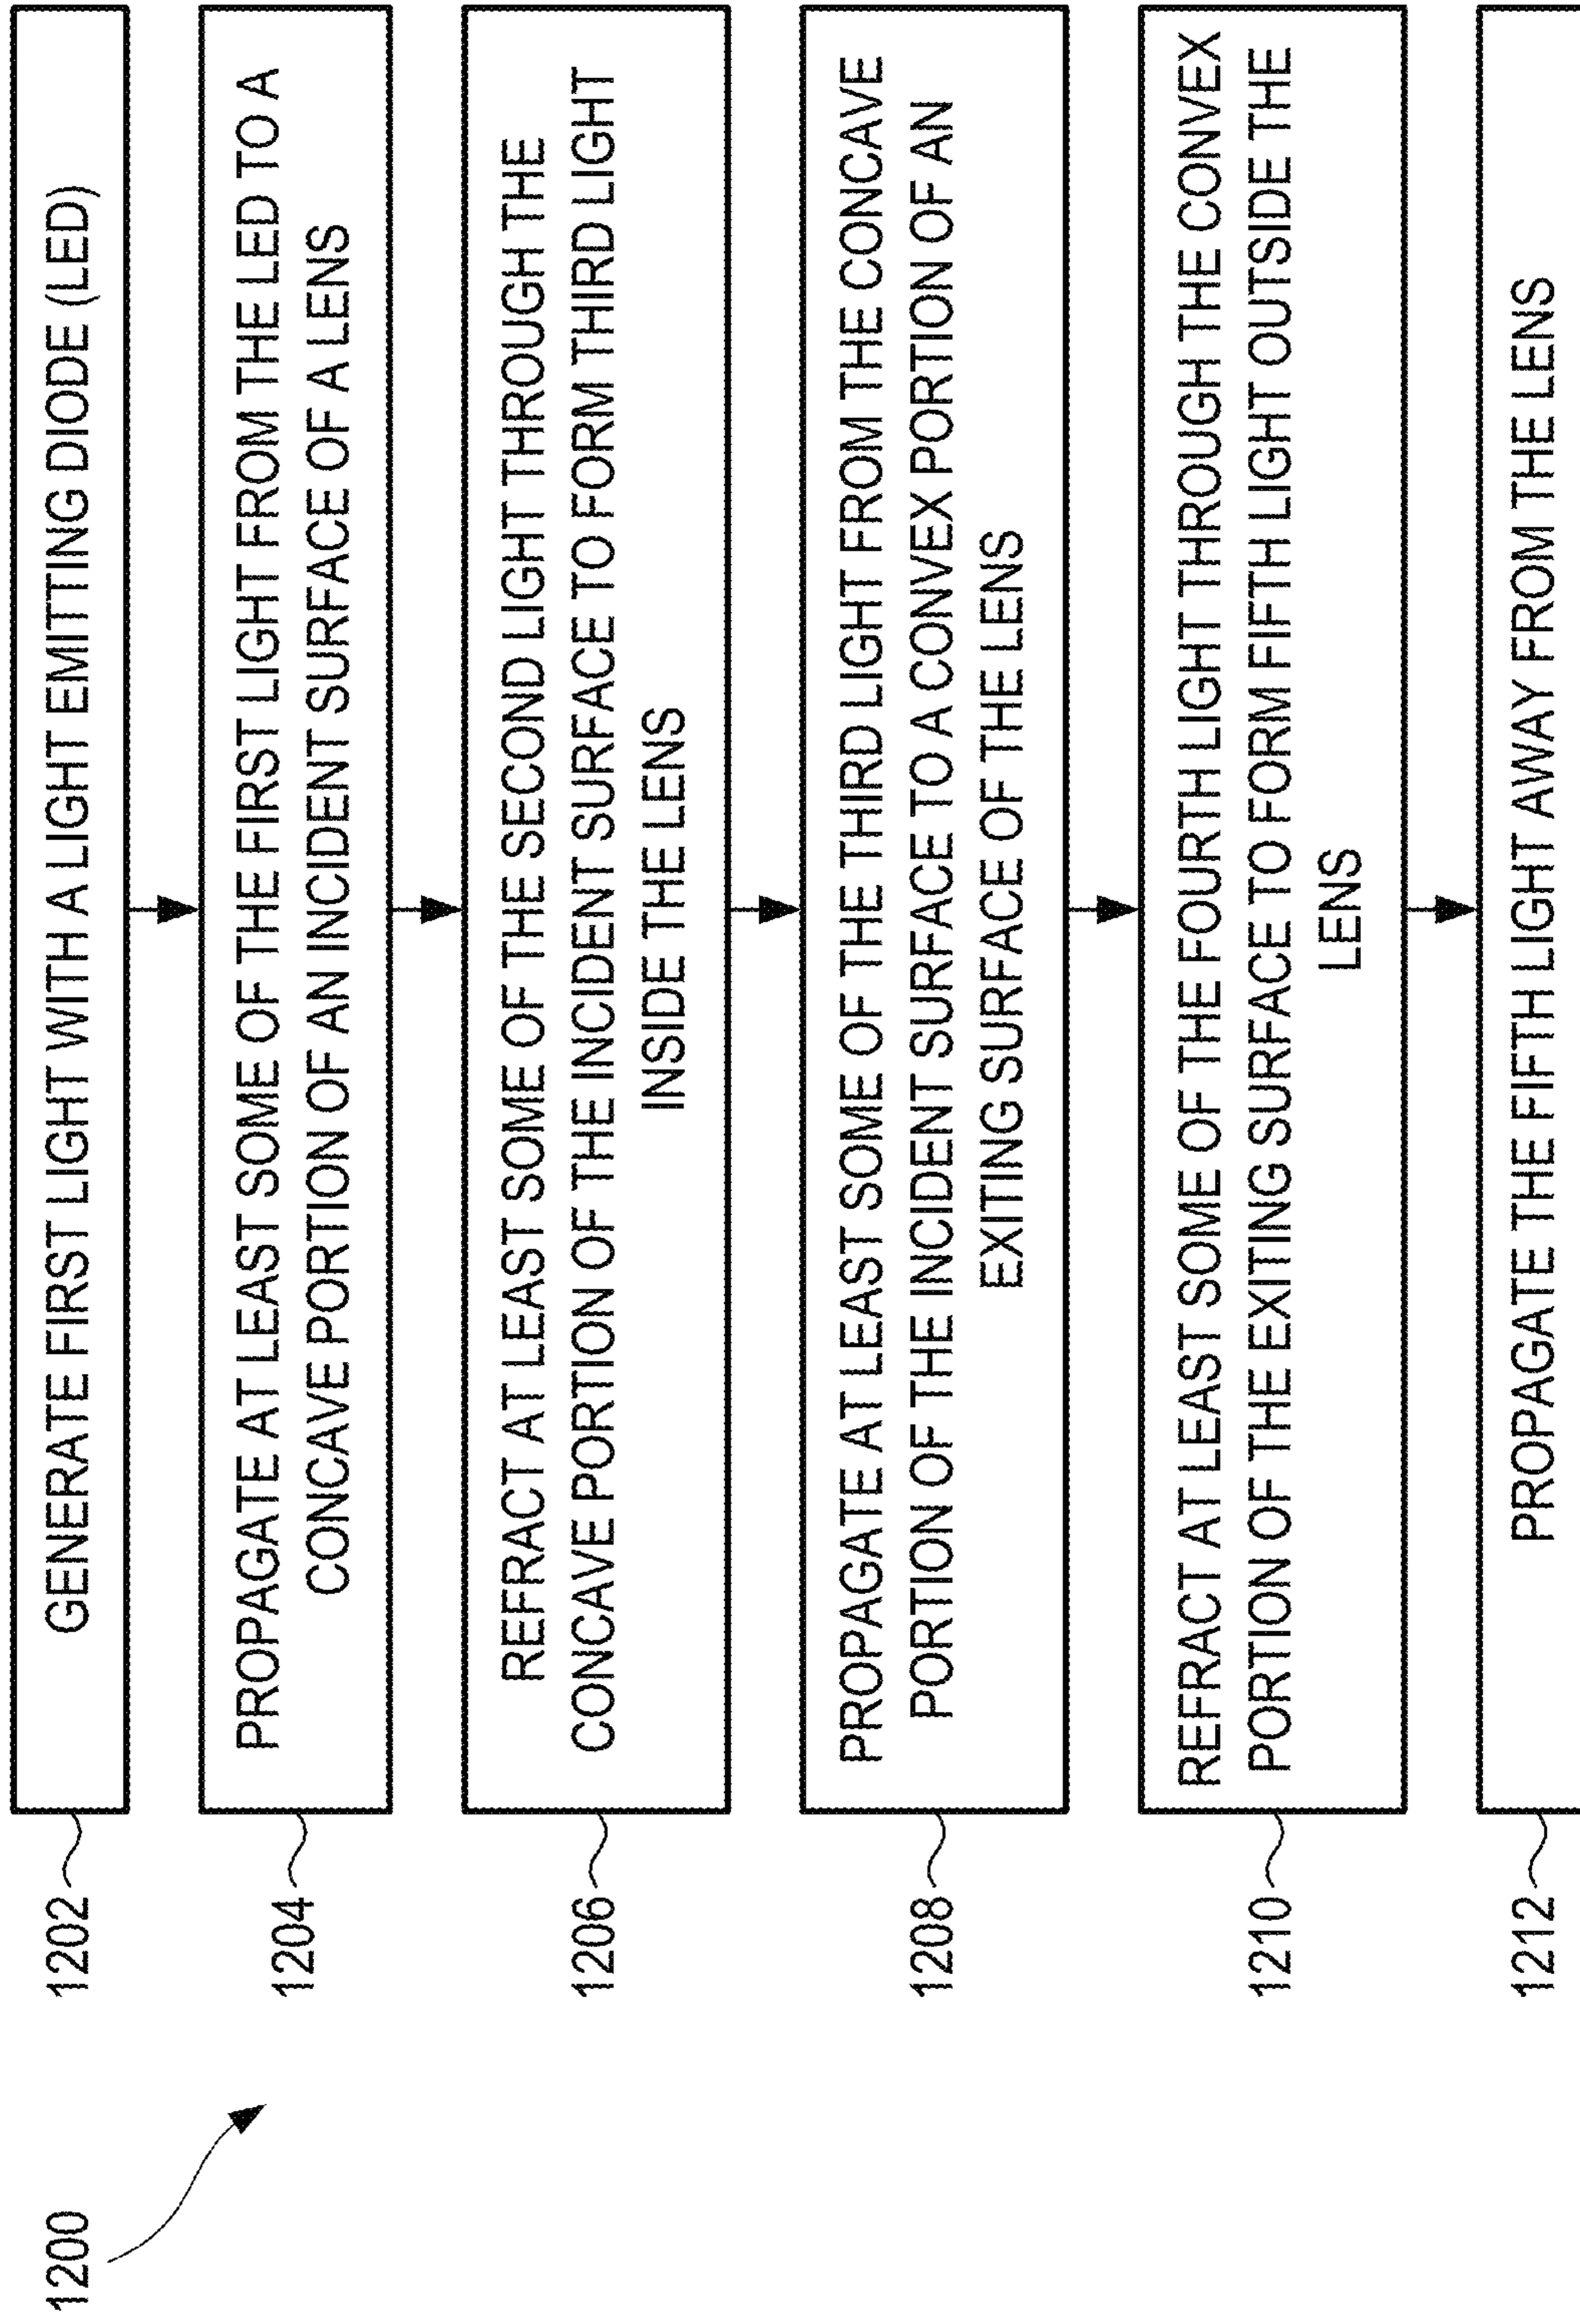 1200
1202
GENERATE FIRST LIGHT WITH A LIGHT EMITTING DIODE (LED)
1204
PROPAGATE AT LEAST SOME OF THE FIRST LIGHT FROM THE LED TO A
CONCAVE PORTION OF AN INCIDENT SURFACE OF A LENS
1206
REFRACT AT LEAST SOME OF THE SECOND LIGHT THROUGH THE
CONCAVE PORTION OF THE INCIDENT SURFACE TO FORM THIRD LIGHT
INSIDE THE LENS
1208
PROPAGATE AT LEAST SOME OF THE THIRD LIGHT FROM THE CONCAVE
PORTION OF THE INCIDENT SURFACE TO A CONVEX PORTION OF AN
EXITING SURFACE OF THE LENS
1210
REFRACT AT LEAST SOME OF THE FOURTH LIGHT THROUGH THE CONVEX
PORTION OF THE EXITING SURFACE TO FORM FIFTH LIGHT OUTSIDE THE
LENS
1212
PROPAGATE THE FIFTH LIGHT AWAY FROM THE LENS